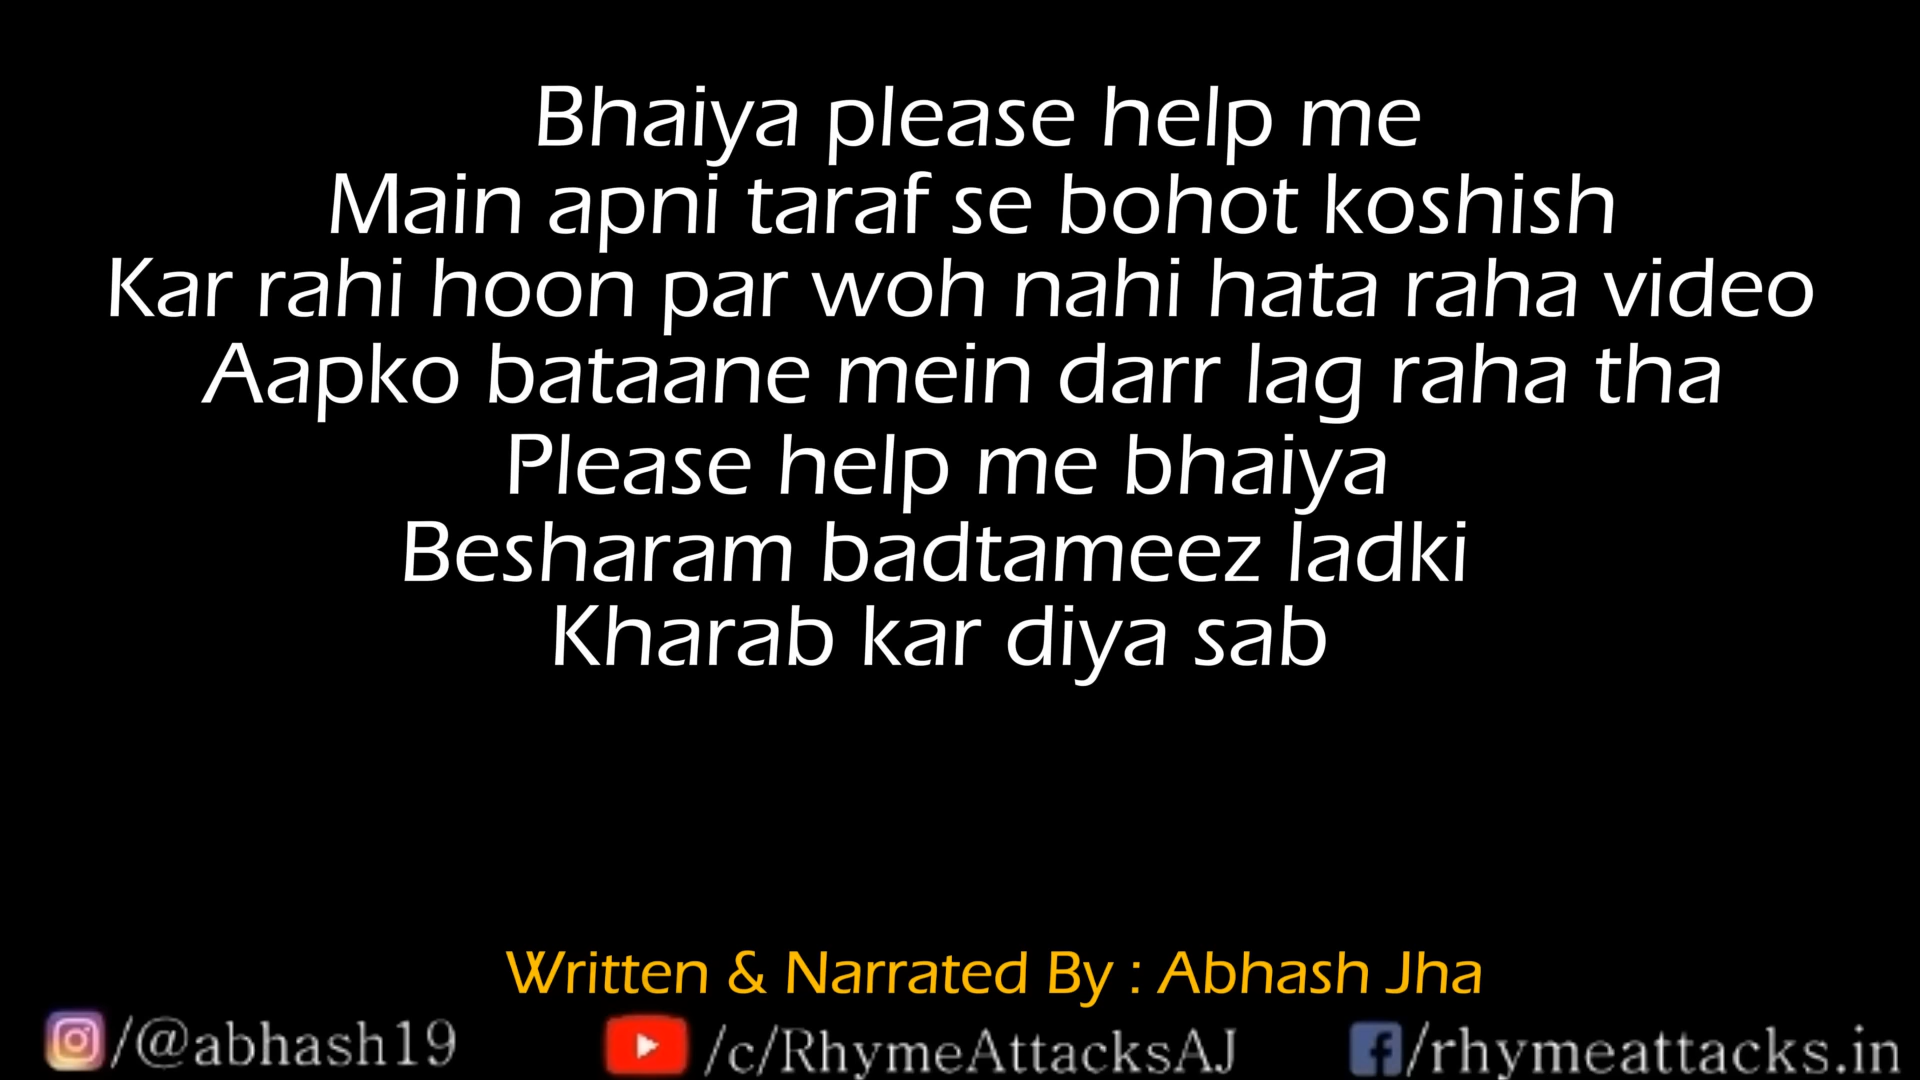 Bhaiya please help me
Main apni taraf se bohot koshish
Kar rahi hoon par woh nahi hata raha video
Aapko bataane mein darr lag raha tha
Please help me bhaiya
Besharam badtameez ladki
Kharab kar diya sab
Written & Narrated By : Abhash Jha
/@abhash19 /c/RhymeAttacksAJ /rhymeattacks.in